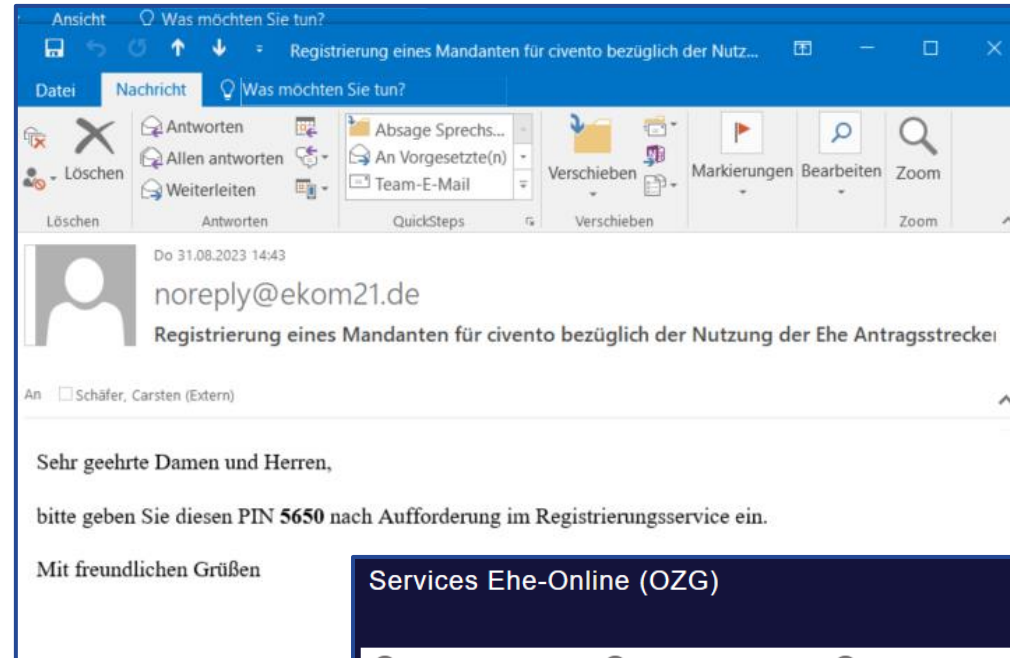 Ansicht Was möchten Sie tun?
Registrierung eines Mandanten für civento bezüglich der Nutz...
Datei Nachricht Was möchten Sie tun?
Löschen
Antworten
Allen antworten
Weiterleiten
Absage Sprechs...
An Vorgesetzte(n)
Team-E-Mail
Verschieben
Markierungen
Bearbeiten
Zoom
Löschen Antworten QuickSteps Verschieben Zoom
Do 31.08.2023 14:43
noreply@ekom21.de
Registrierung eines Mandanten für civento bezüglich der Nutzung der Ehe
An Schäfer, Carsten (Extern)
Sehr geehrte Damen und Herren,
bitte geben Sie diesen PIN 5650 nach Aufforderung im Registrierungsservice ein.
Mit freundlichen Grüßen
Services Ehe-Online (OZG)